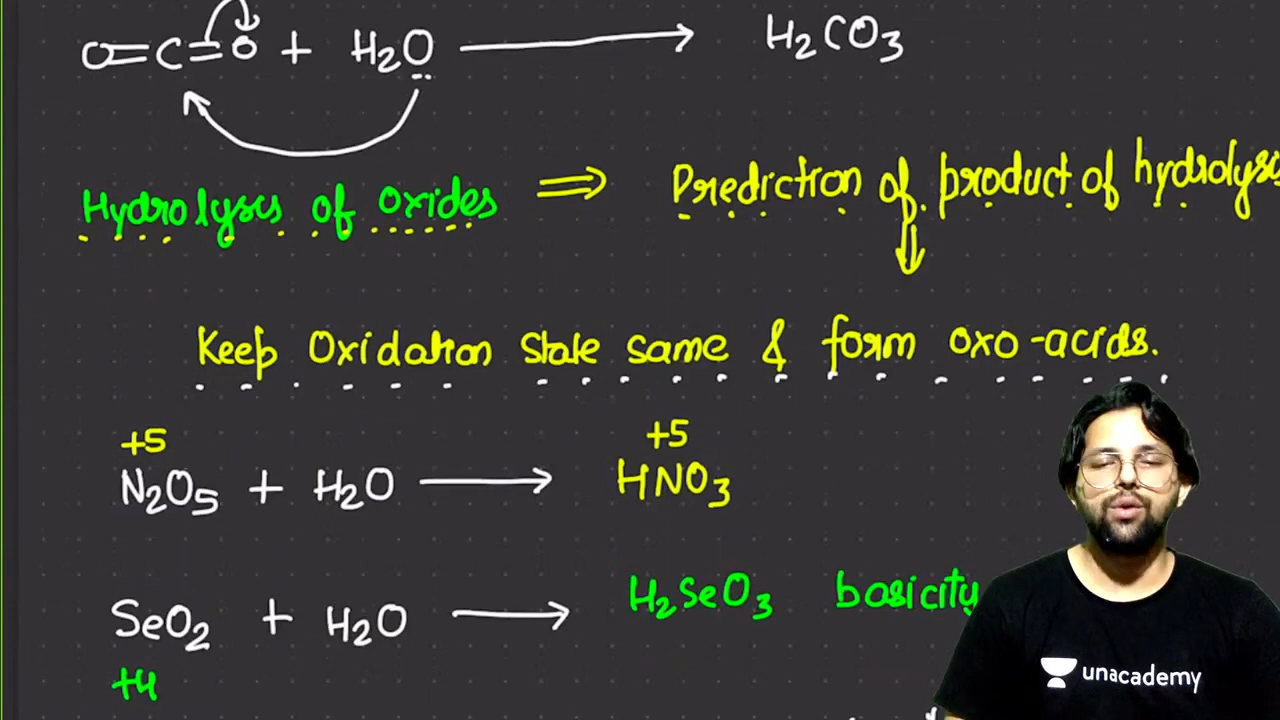 O=C=O + H₂O ⟶ H₂CO₃
Hydrolysis of oxides ⟹ Prediction of product of hydrolysis
Keep Oxidation state same & form oxo-acids.
+5 +5
N₂O₅ + H₂O ⟶ HNO₃
SeO₂ + H₂O ⟶ H₂SeO₃ basicity
+4
unacademy